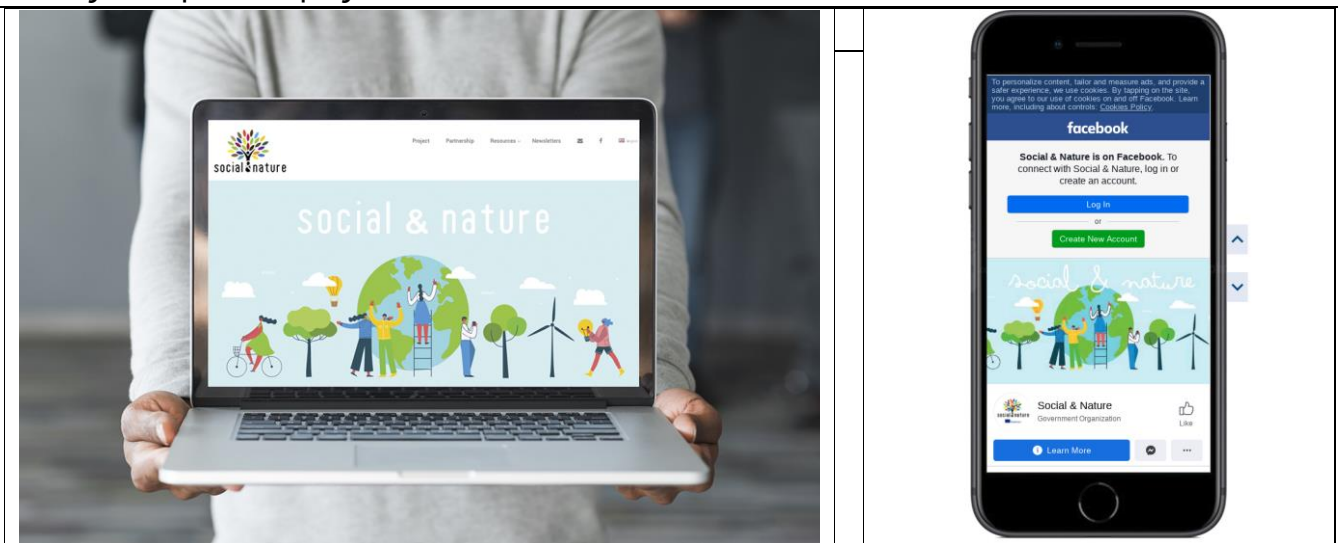 social & nature
Project
Partnership
Resources
Newsletters
f
social & nature
To personalize content, tailor and measure ads, and provide a
safer experience, we use cookies. By tapping on the site,
you agree to our use of cookies on and off Facebook. Learn
more, including about controls: Cookies Policy.
facebook
Social & Nature is on Facebook. To
connect with Social & Nature, log in or
create an account.
Log In
or
Create New Account
social & nature
social & nature
Social & Nature
Government Organization
Like
Learn More